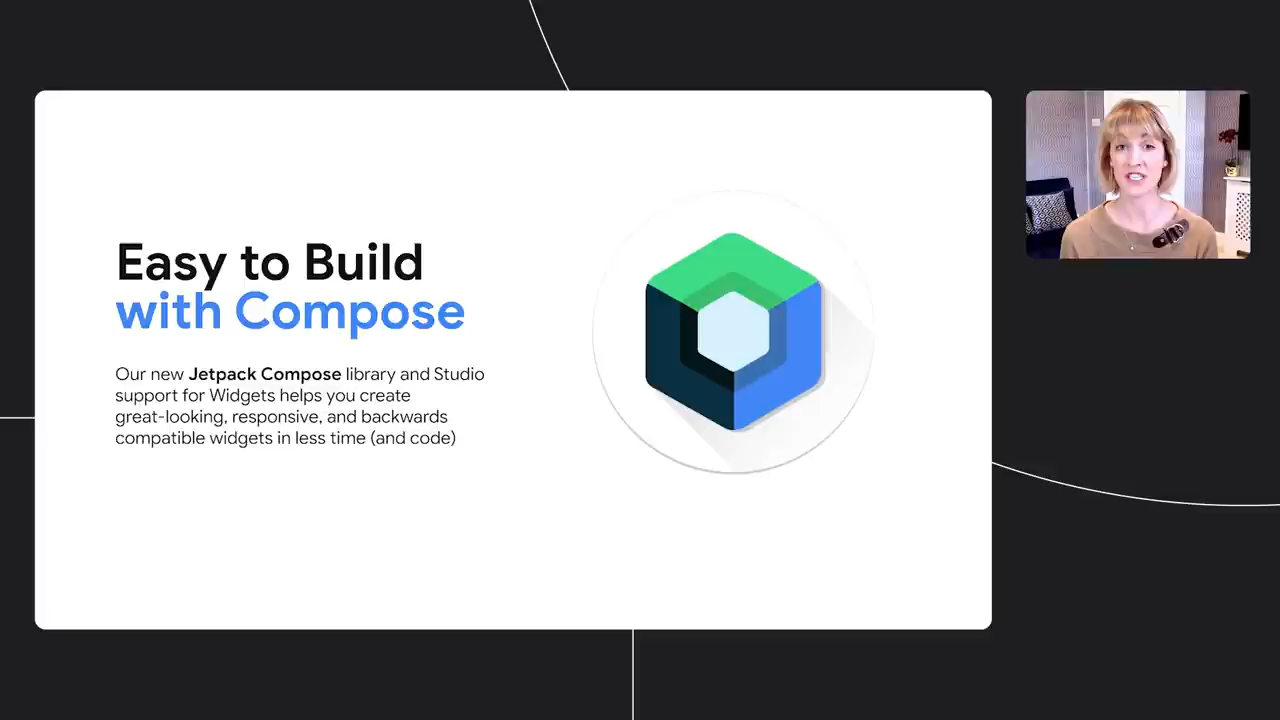 Easy to Build
with Compose
Our new Jetpack Compose library and Studio
support for Widgets helps you create
great-looking, responsive, and backwards
compatible widgets in less time (and code)